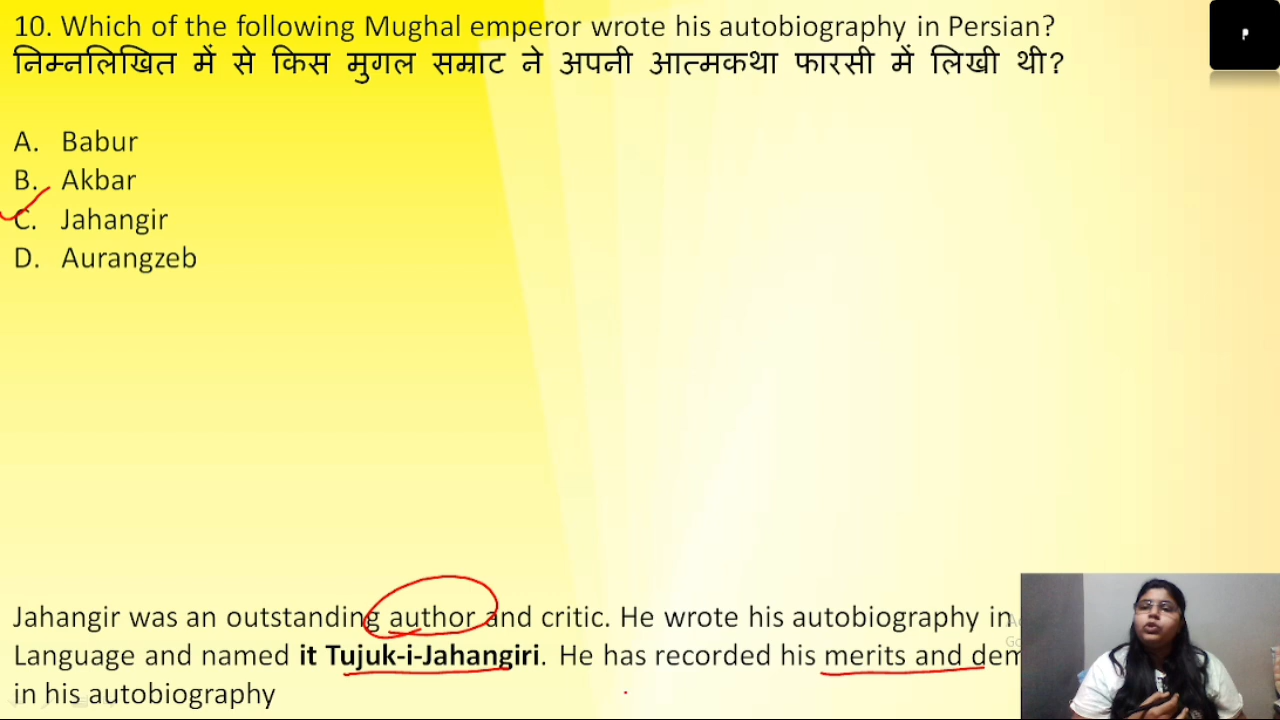 10. Which of the following Mughal emperor wrote his autobiography in Persian?
निम्नलिखित में से किस मुगल सम्राट ने अपनी आत्मकथा फारसी में लिखी थी?
A. Babur
B. Akbar
C. Jahangir
D. Aurangzeb
Jahangir was an outstanding author and critic. He wrote his autobiography in
Language and named it Tujuk-i-Jahangiri. He has recorded his merits and
in his autobiography